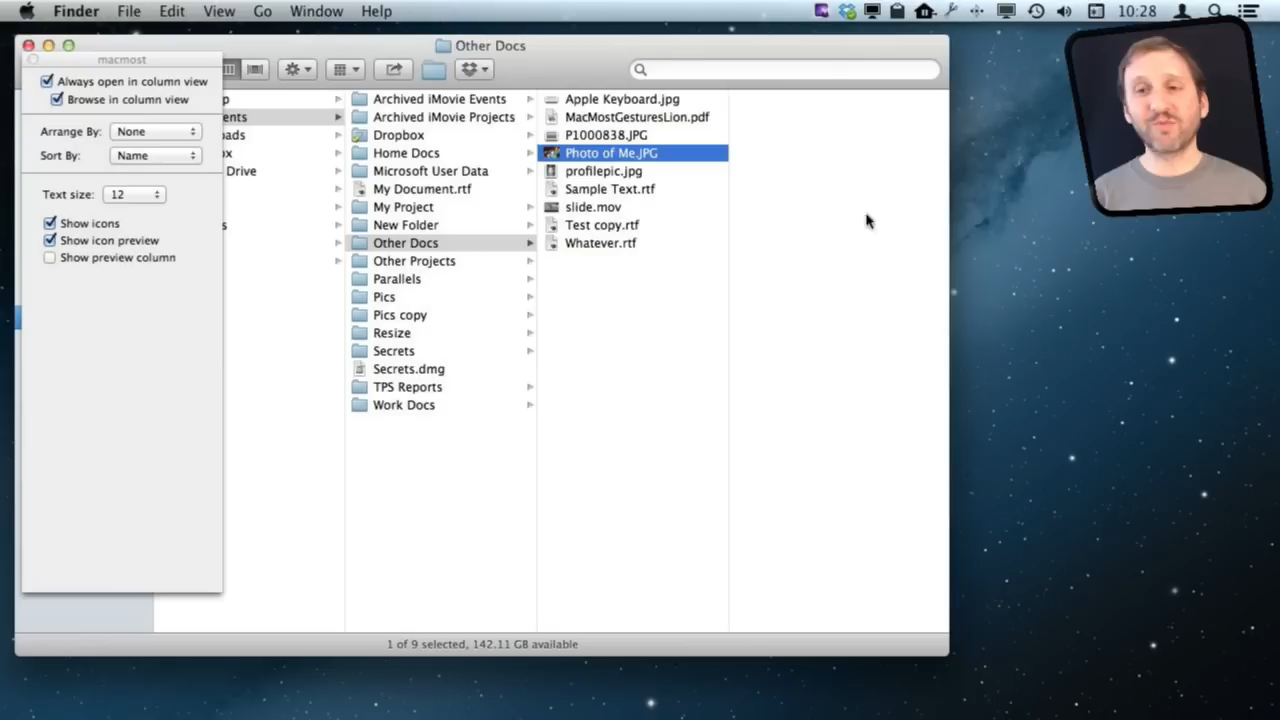 Finder File Edit View Go Window Help 10:28
Other Docs
macmost
Always open in column view
Browse in column view
Arrange By: None
Sort By: Name
Text size: 12
Show icons
Show icon preview
Show preview column
p
ents
ads
x
Drive
s
Archived iMovie Events
Archived iMovie Projects
Dropbox
Home Docs
Microsoft User Data
My Document.rtf
My Project
New Folder
Other Docs
Other Projects
Parallels
Pics
Pics copy
Resize
Secrets
Secrets.dmg
TPS Reports
Work Docs
Apple Keyboard.jpg
MacMostGesturesLion.pdf
P1000838.JPG
Photo of Me.JPG
profilepic.jpg
Sample Text.rtf
slide.mov
Test copy.rtf
Whatever.rtf
1 of 9 selected, 142.11 GB available